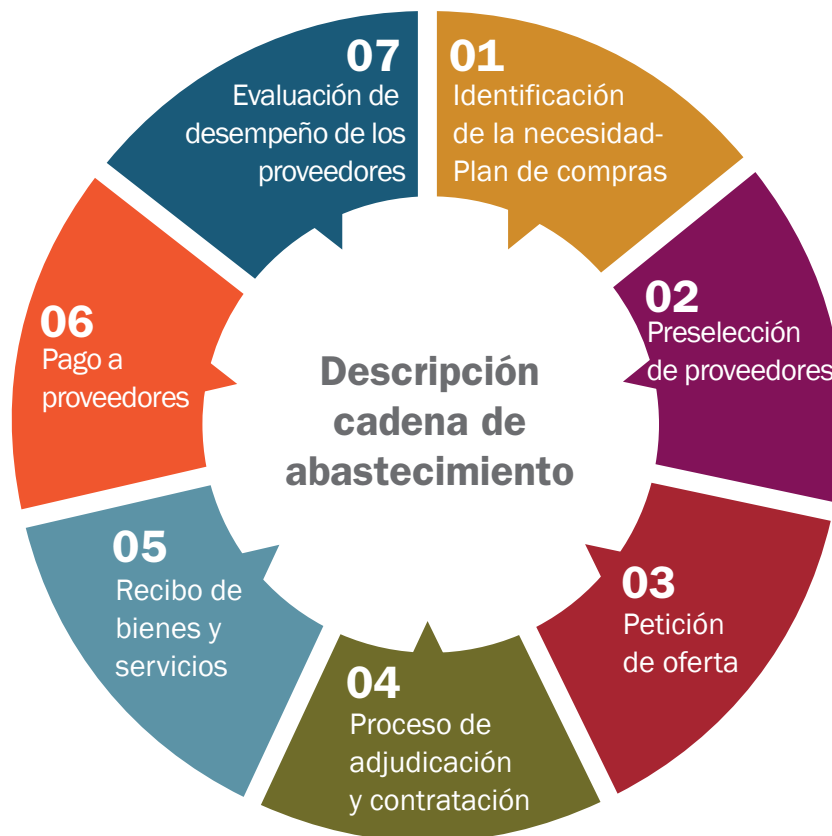 Descripción
cadena de
abastecimiento
01
Identificación
de la necesidad-
Plan de compras
02
Preselección
de proveedores
03
Petición
de oferta
04
Proceso de
adjudicación
y contratación
05
Recibo de
bienes y
servicios
06
Pago a
proveedores
07
Evaluación de
desempeño de los
proveedores